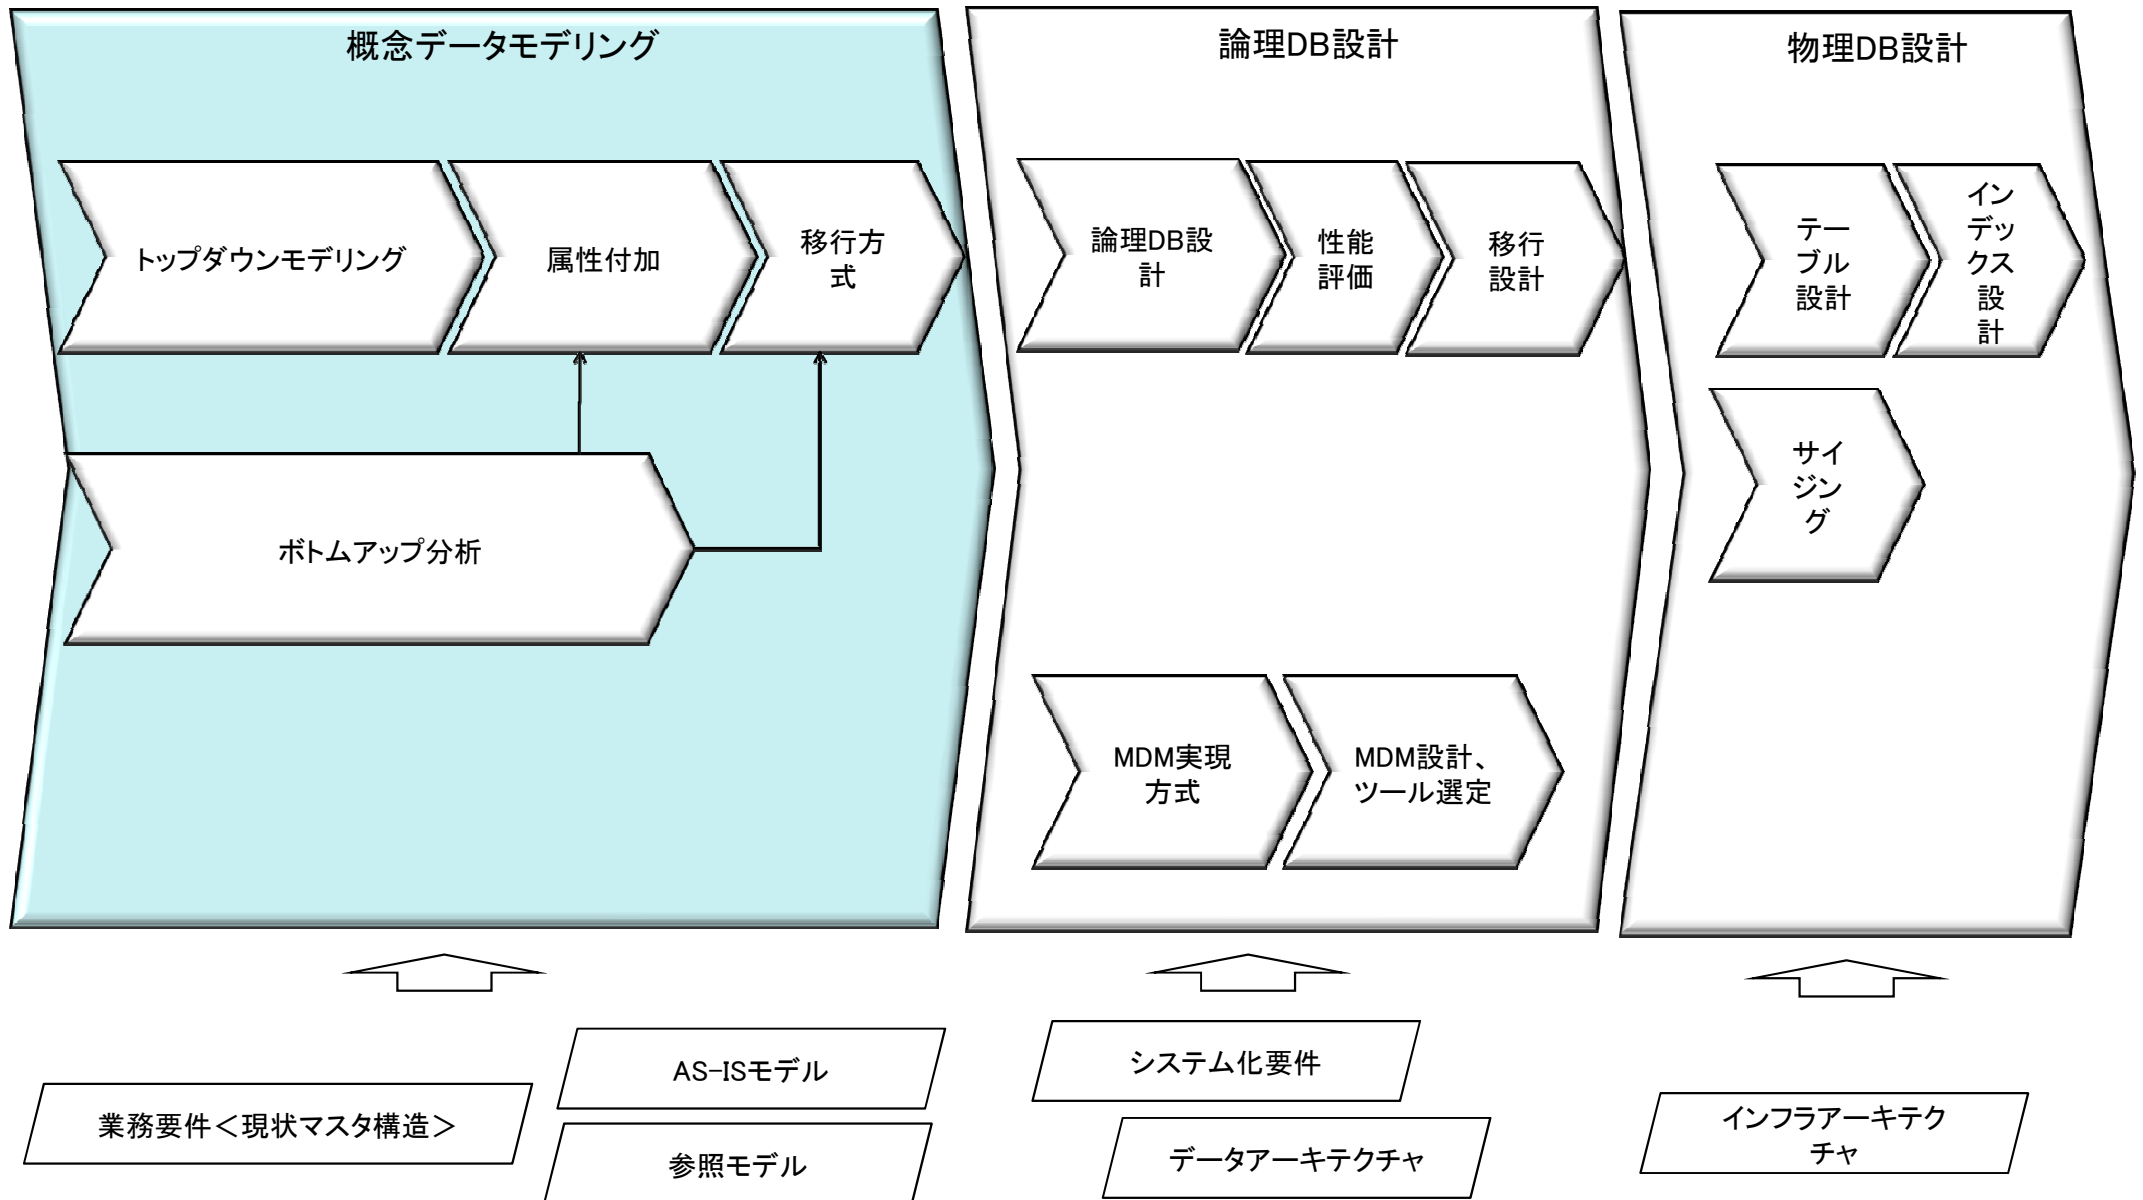 概念データモデリング
論理DB設計
物理DB設計
トップダウンモデリング
属性付加
移行方
式
論理DB設
計
性能
評価
移行
設計
テー
ブル
設計
イン
デッ
クス
設
計
サイ
ジン
グ
ボトムアップ分析
MDM実現
方式
MDM設計、
ツール選定
業務要件＜現状マスタ構造＞
AS-ISモデル
参照モデル
システム化要件
データアーキテクチャ
インフラアーキテク
チャ